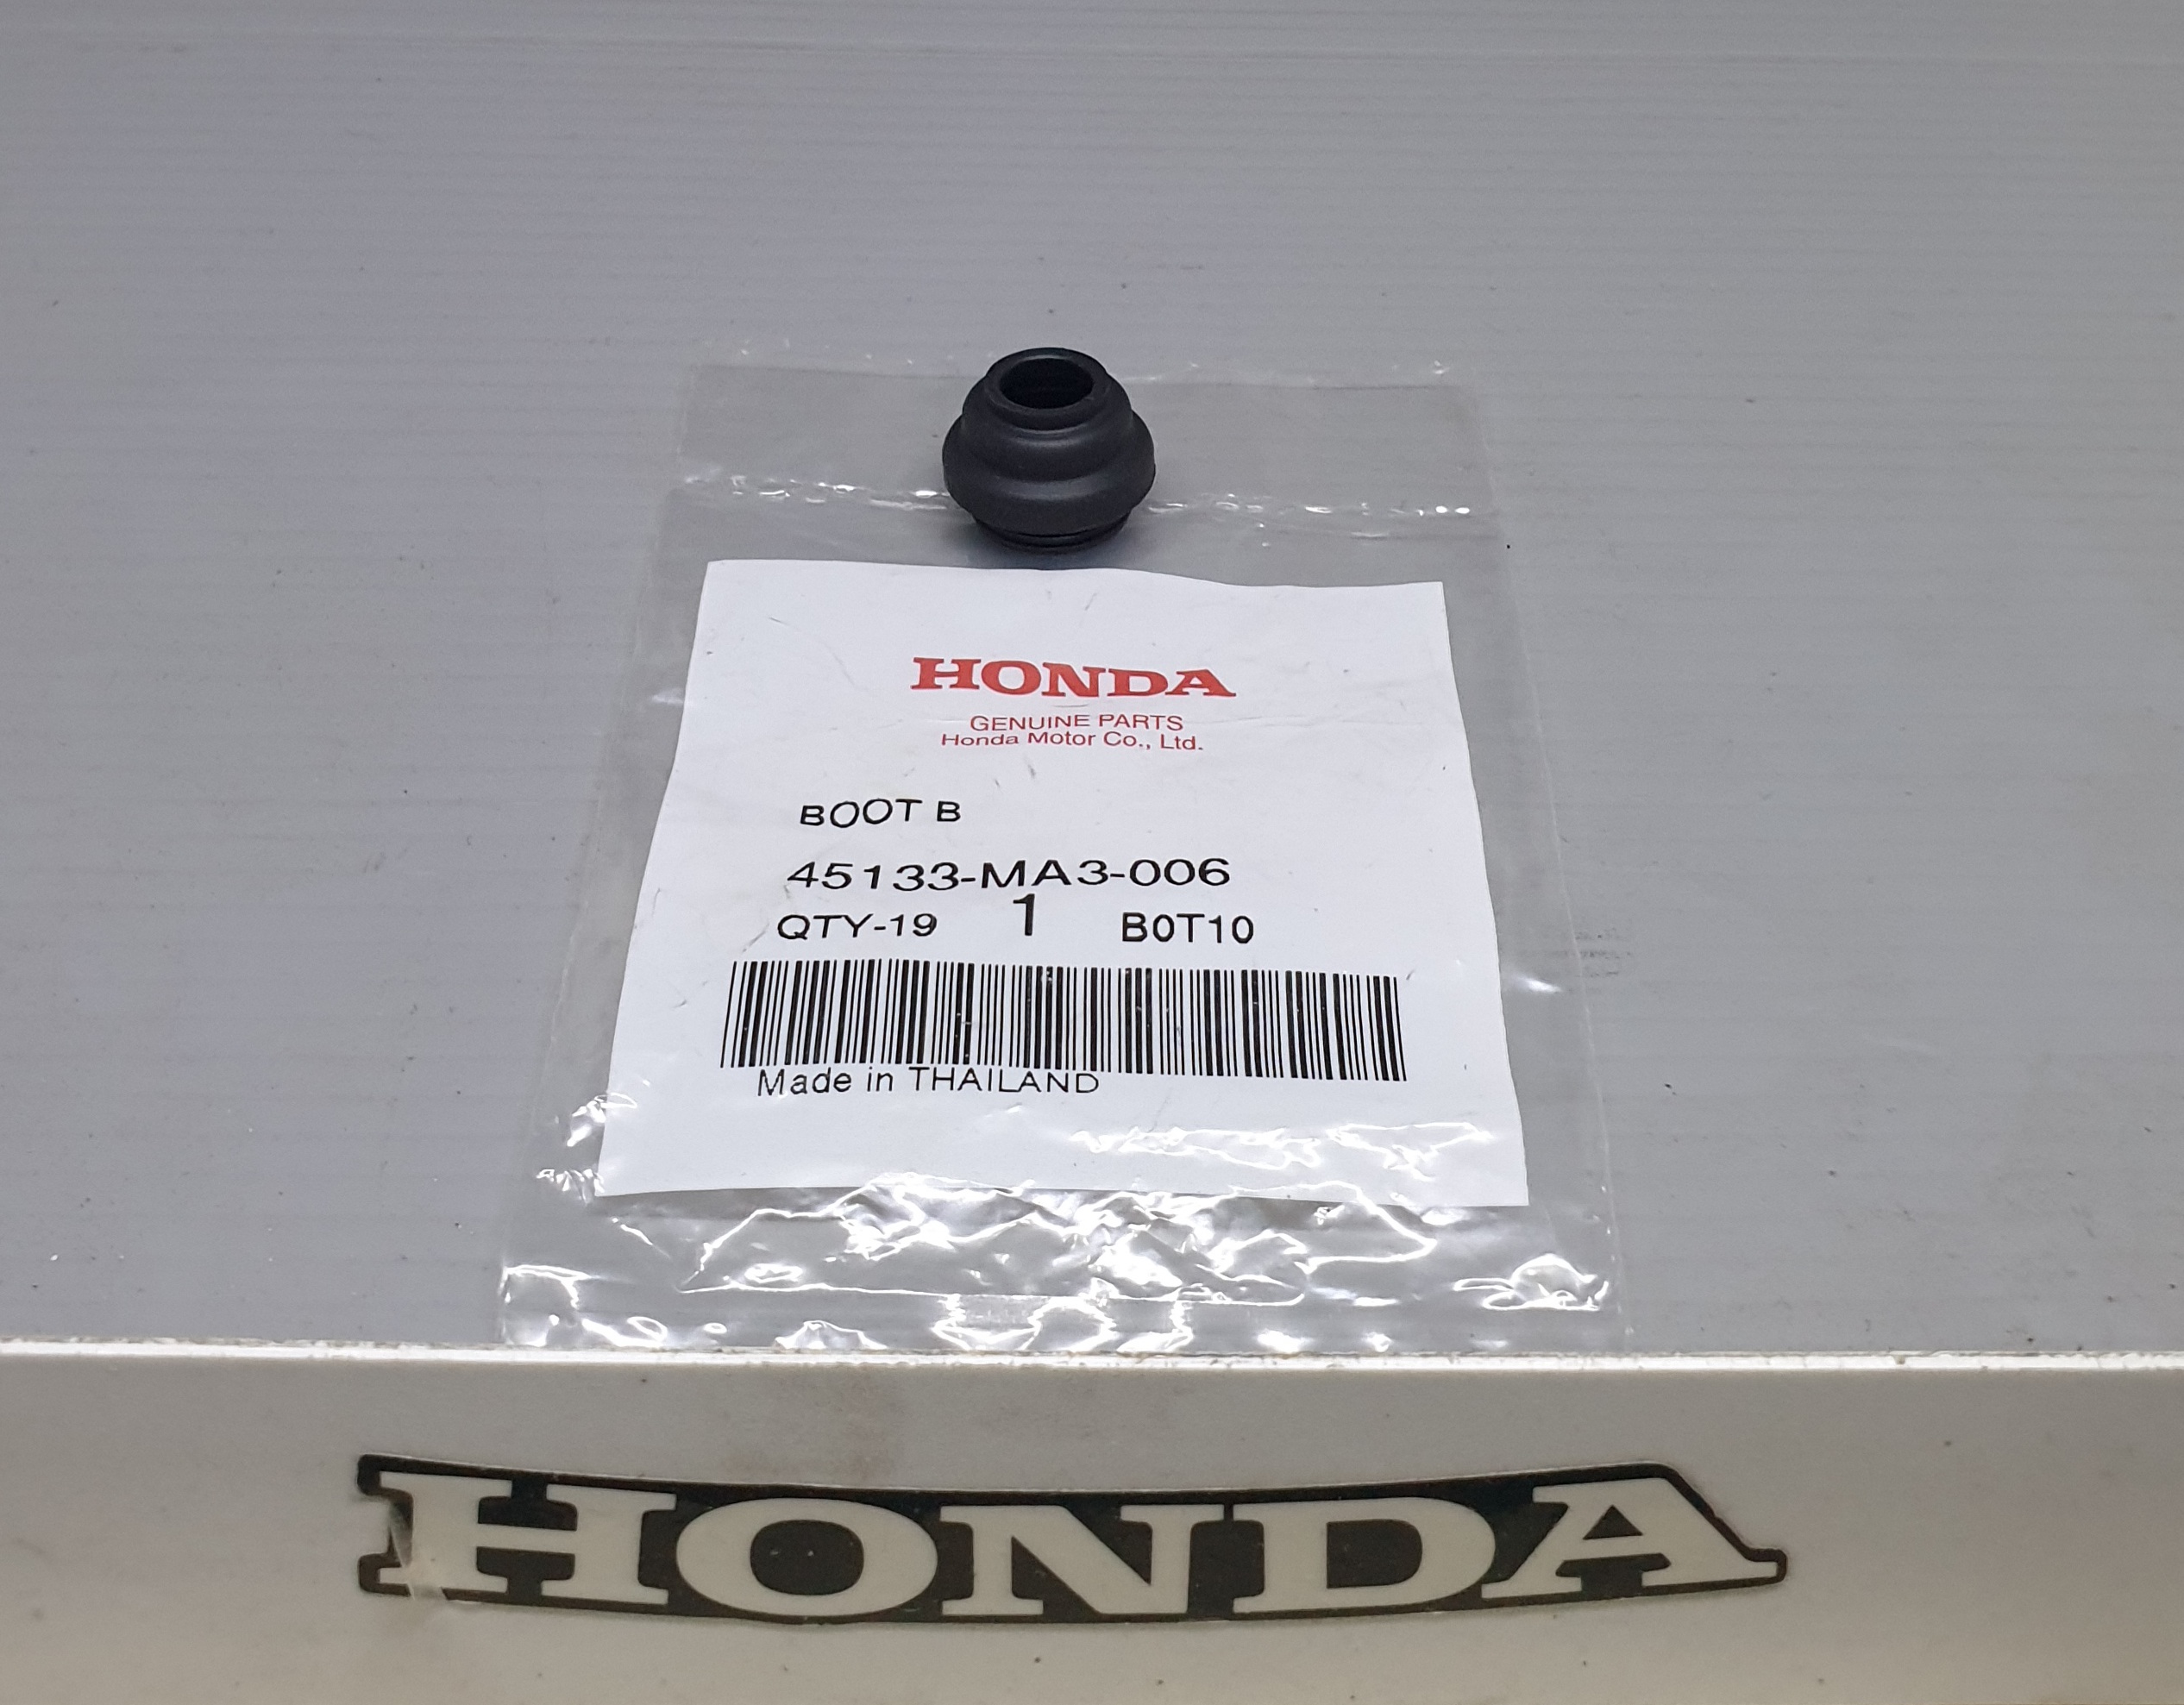 HONDA
GENUINE PARTS
Honda Motor Co., Ltd.
BOOT B
45133-MA3-006
QTY-19 1 B0T10
Made in THAILAND
HONDA